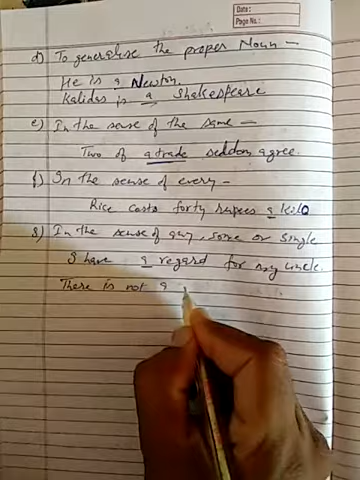 Date:
Page No.:
d) To generalise the proper Noun -
He is a Newton.
Kalidas is a Shakespeare
e) In the sense of the same -
Two of a trade seldom agree.
f) In the sense of every -
Rice costs forty rupees a kilo
g) In the sense of any, some or single
I have a regard for my uncle.
There is not a